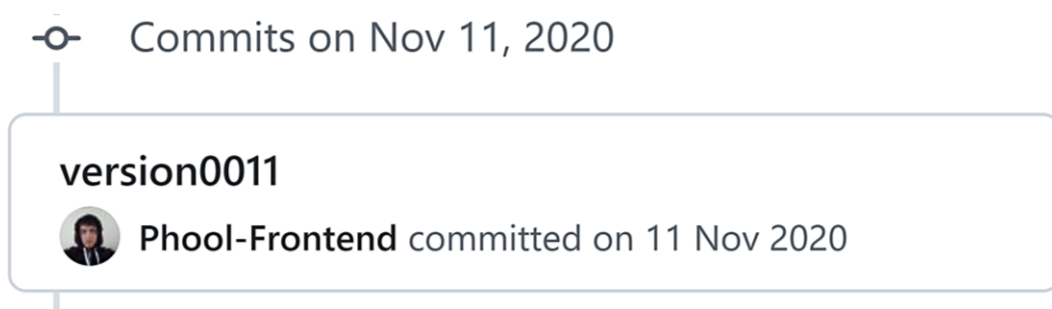 Commits on Nov 11, 2020
version0011
Phool-Frontend committed on 11 Nov 2020